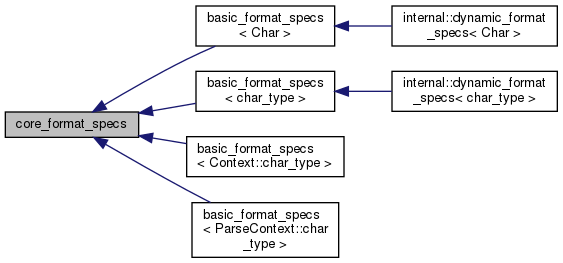 basic_format_specs
< Char >
internal::dynamic_format
_specs< Char >
basic_format_specs
< char_type >
internal::dynamic_format
_specs< char_type >
core_format_specs
basic_format_specs
< Context::char_type >
basic_format_specs
< ParseContext::char
_type >